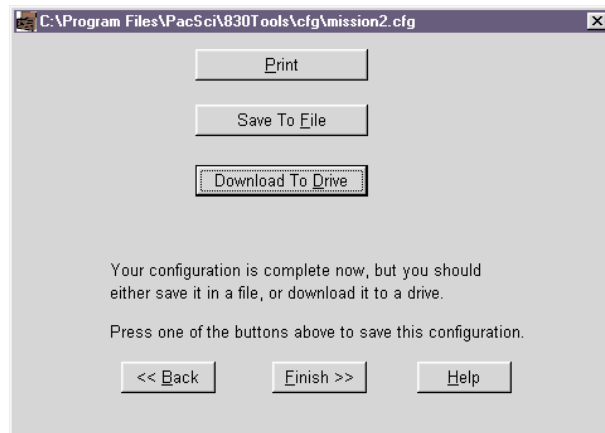 C:\Program Files\PacSci\830Tools\cfg\mission2.cfg
Print
Save To File
Download To Drive
Your configuration is complete now, but you should
either save it in a file, or download it to a drive.
Press one of the buttons above to save this configuration.
<< Back
Finish >>
Help